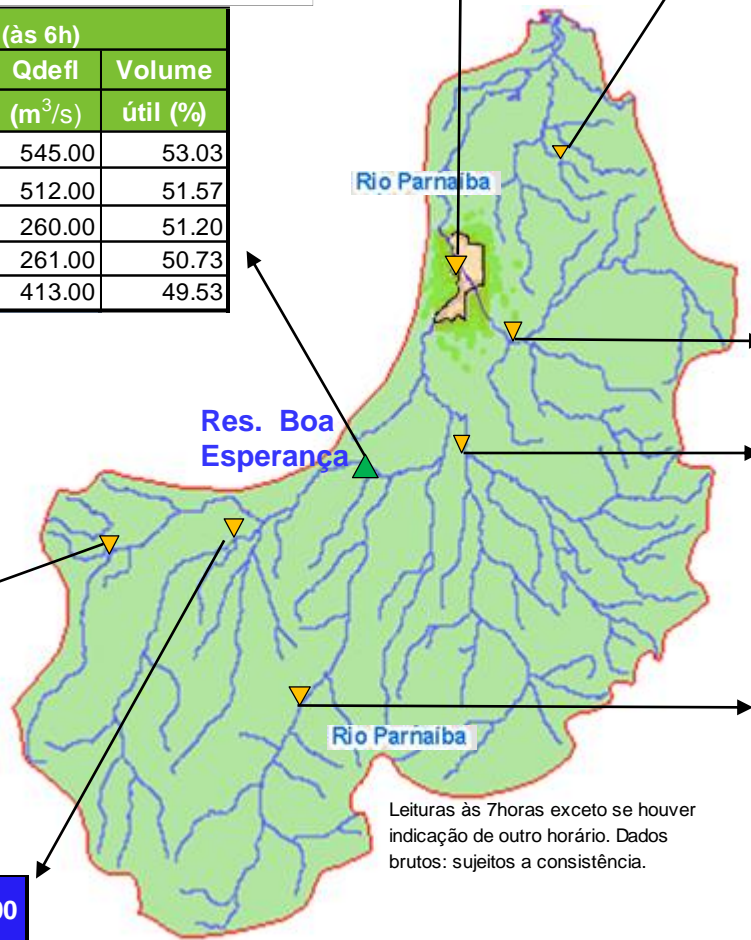 (às 6h)
Qdefl Volume
(m³/s) útil (%)
545.00 53.03
512.00 51.57
260.00 51.20
261.00 50.73
413.00 49.53
Rio Parnaiba
Res. Boa
Esperança
Rio Parnaiba
Leituras às 7horas exceto se houver
indicação de outro horário. Dados
brutos: sujeitos a consistência.